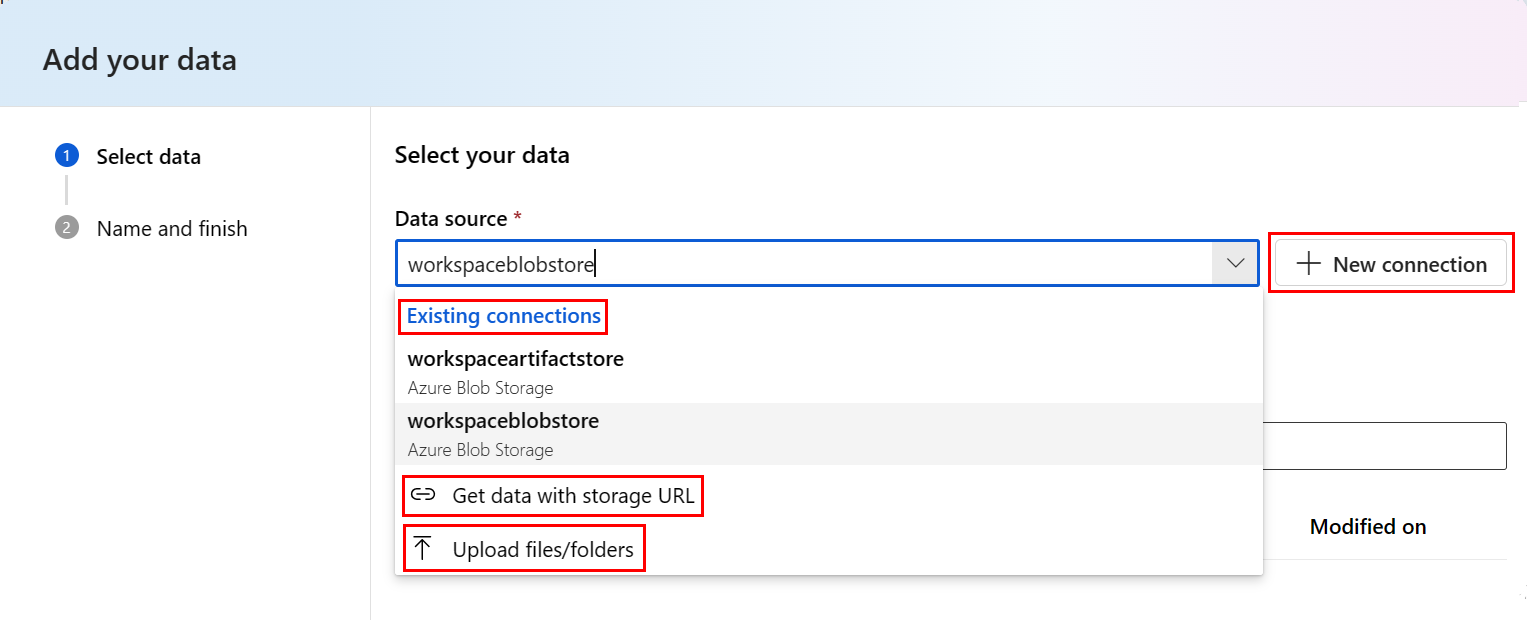 Add your data
1 Select data
2 Name and finish
Select your data
Data source *
workspaceblobstore
New connection
Existing connections
workspaceartifactstore
Azure Blob Storage
workspaceblobstore
Azure Blob Storage
Get data with storage URL
Upload files/folders
Modified on